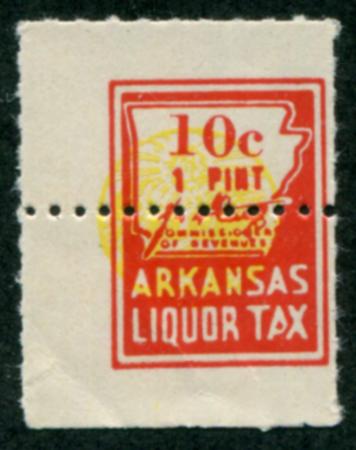 10c
1 PINT
COMMISSIONER
OF REVENUES
ARKANSAS
LIQUOR TAX